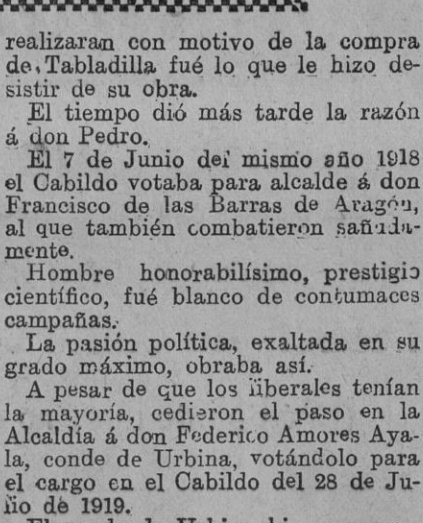 realizaran con motivo de la compra
de Tabladilla fué lo que le hizo de-
sistir de su obra.
El tiempo dió más tarde la razón
á don Pedro.
El 7 de Junio del mismo año 1918
el Cabildo votaba para alcalde á don
Francisco de las Barras de Aragón,
al que también combatieron sañuda-
mente.
Hombre honorabilísimo, prestigio
científico, fué blanco de contumaces
campañas.
La pasión política, exaltada en su
grado máximo, obraba así.
A pesar de que los liberales tenían
la mayoría, cedieron el paso en la
Alcaldía á don Federico Amores Aya-
la, conde de Urbina, votándolo para
el cargo en el Cabildo del 28 de Ju-
lio de 1919.